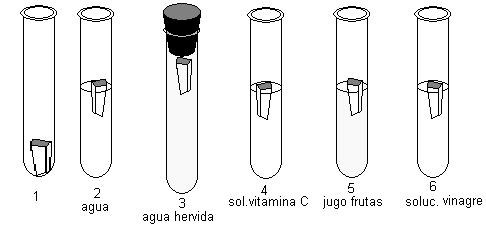 1
2
agua
3
agua hervida
4
sol.vitamina C
5
jugo frutas
6
soluc. vinagre